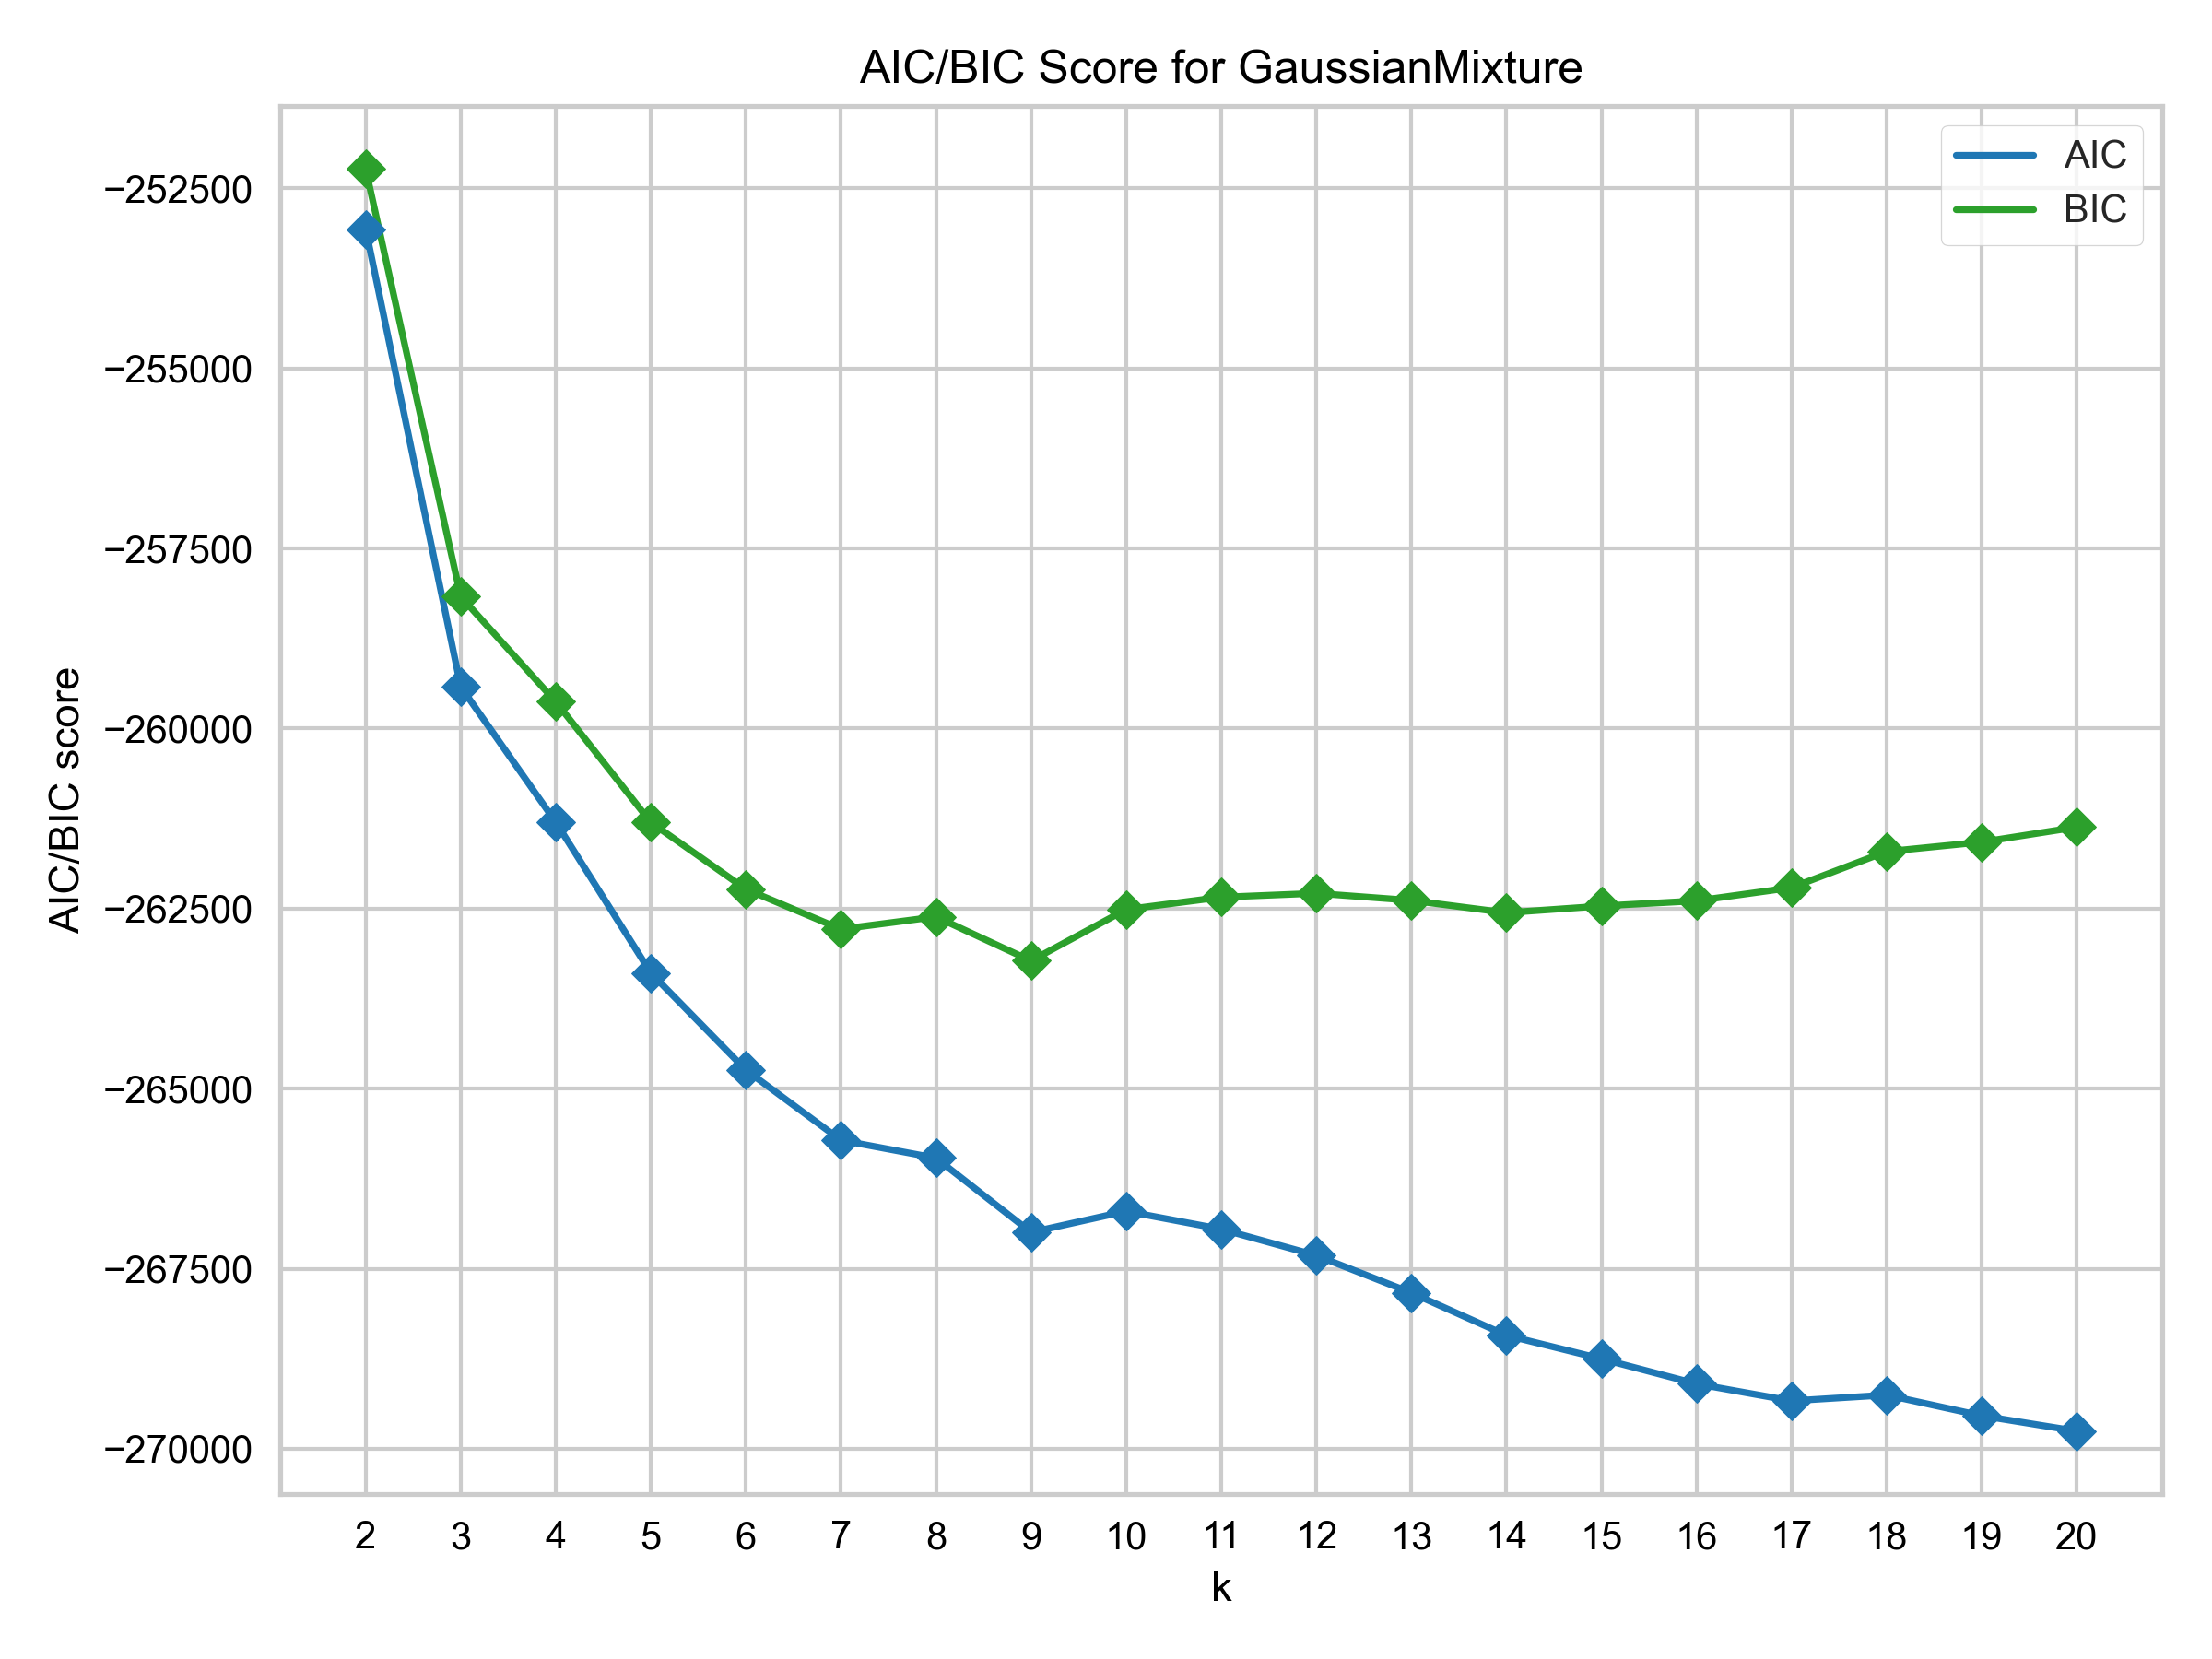 AIC/BIC Score for GaussianMixture
AIC
BIC
−252500
−255000
−257500
−260000
−262500
−265000
−267500
−270000
AIC/BIC score
2 3 4 5 6 7 8 9 10 11 12 13 14 15 16 17 18 19 20
k